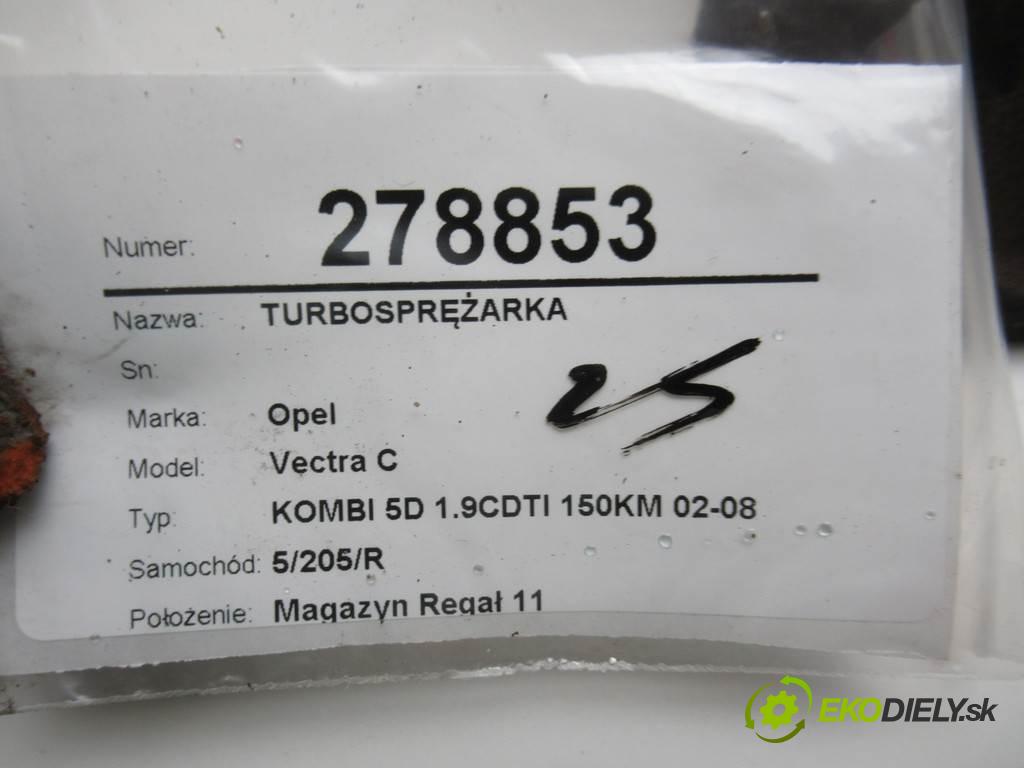 Numer: 278853
Nazwa: TURBOSPRĘŻARKA
Sn:
25
Marka: Opel
Model: Vectra C
Typ: KOMBI 5D 1.9CDTI 150KM 02-08
Samochód: 5/205/R
Położenie: Magazyn Regał 11
EKODIELY.sk